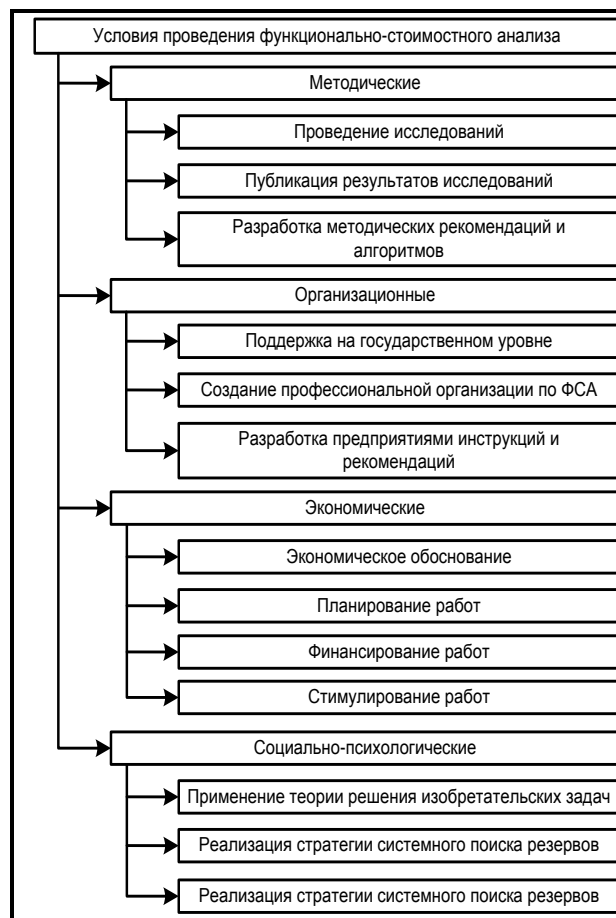 Условия проведения функционально-стоимостного анализа
Методические
Проведение исследований
Публикация результатов исследований
Разработка методических рекомендаций и
алгоритмов
Организационные
Поддержка на государственном уровне
Создание профессиональной организации по ФСА
Разработка предприятиями инструкций и
рекомендаций
Экономические
Экономическое обоснование
Планирование работ
Финансирование работ
Стимулирование работ
Социально-психологические
Применение теории решения изобретательских задач
Реализация стратегии системного поиска резервов
Реализация стратегии системного поиска резервов